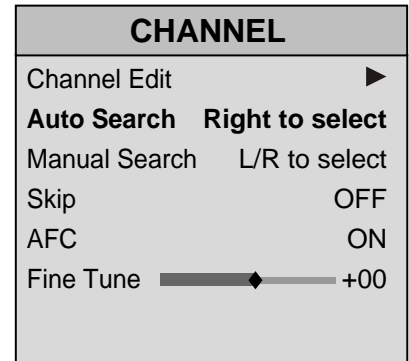 CHANNEL
Channel Edit
Auto Search Right to select
Manual Search L/R to select
Skip OFF
AFC ON
Fine Tune +00